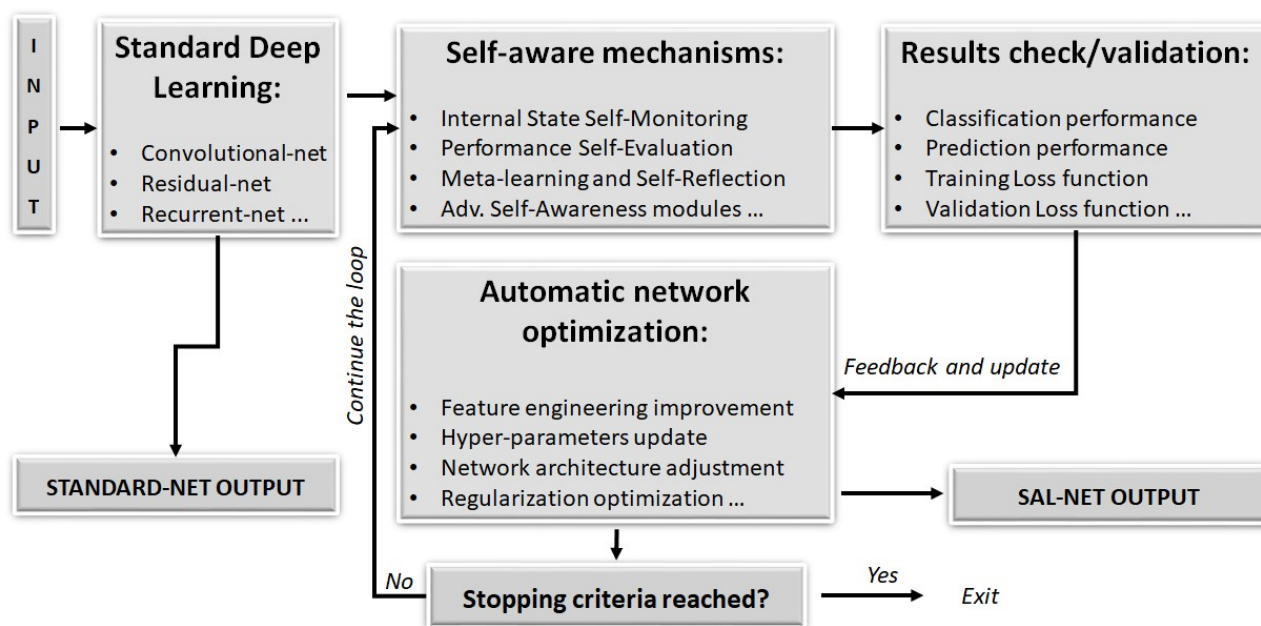 INPUT
Standard Deep
Learning:
• Convolutional-net
• Residual-net
• Recurrent-net ...
Self-aware mechanisms:
• Internal State Self-Monitoring
• Performance Self-Evaluation
• Meta-learning and Self-Reflection
• Adv. Self-Awareness modules ...
Results check/validation:
• Classification performance
• Prediction performance
• Training Loss function
• Validation Loss function ...
Continue the loop
Automatic network
optimization:
• Feature engineering improvement
• Hyper-parameters update
• Network architecture adjustment
• Regularization optimization ...
Feedback and update
STANDARD-NET OUTPUT
SAL-NET OUTPUT
No
Stopping criteria reached?
Yes
Exit